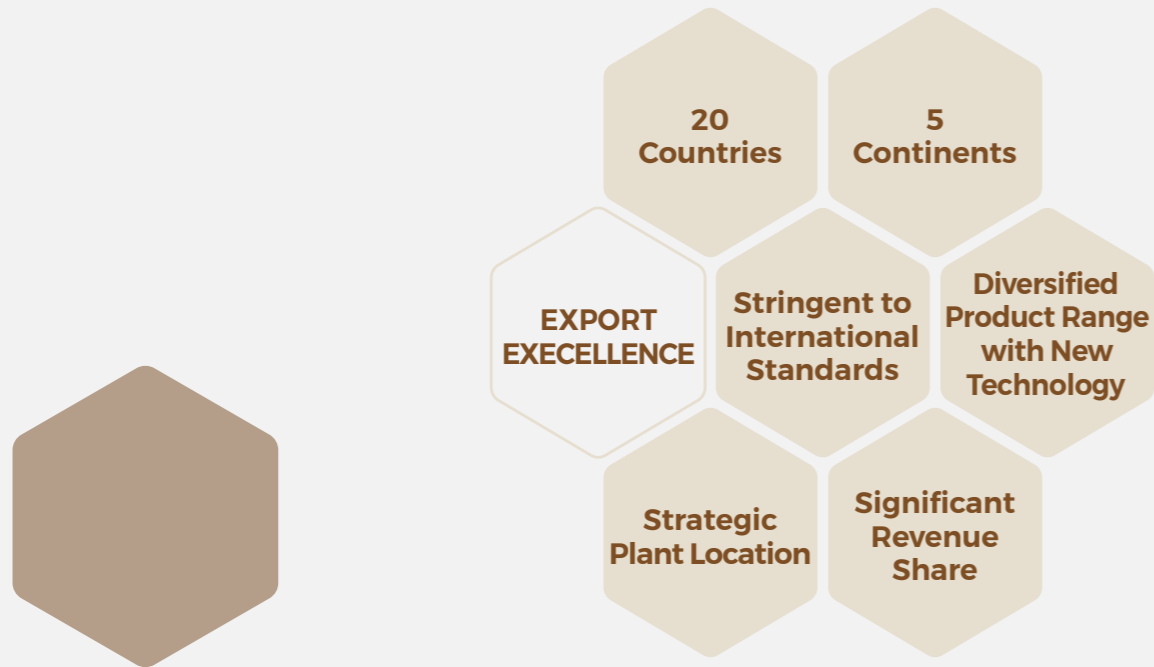 20
Countries
5
Continents
EXPORT
EXECELLENCE
Stringent to
International
Standards
Diversified
Product Range
with New
Technology
Strategic
Plant Location
Significant
Revenue
Share